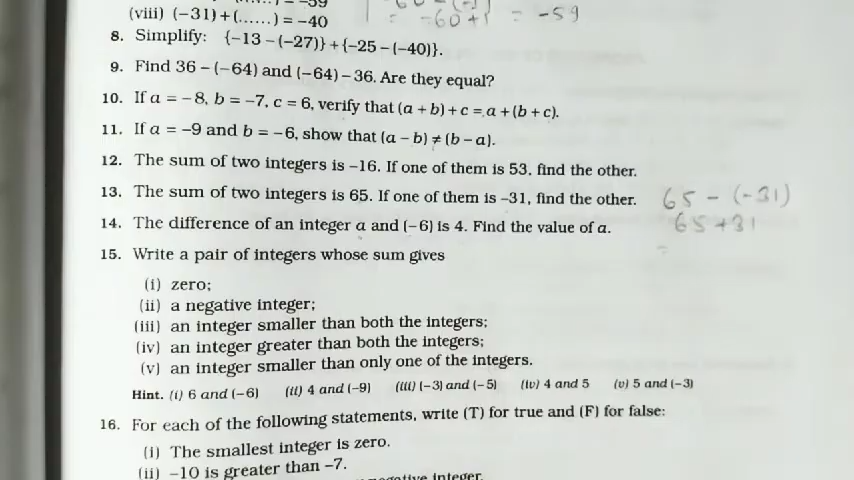 (viii) (−31)+(......) = −40
= −60+1 = −59
8. Simplify: {−13 −(−27)} + {−25 −(−40)}.
9. Find 36 − (−64) and (−64) − 36. Are they equal?
10. If a = −8, b = −7, c = 6, verify that (a + b) + c = a + (b + c).
11. If a = −9 and b = −6, show that (a − b) ≠ (b − a).
12. The sum of two integers is −16. If one of them is 53, find the other.
13. The sum of two integers is 65. If one of them is −31, find the other.
65 − (−31)
14. The difference of an integer a and (−6) is 4. Find the value of a.
65+31
=
15. Write a pair of integers whose sum gives
(i) zero;
(ii) a negative integer;
(iii) an integer smaller than both the integers;
(iv) an integer greater than both the integers;
(v) an integer smaller than only one of the integers.
Hint. (i) 6 and (−6) (ii) 4 and (−9) (iii) (−3) and (−5) (iv) 4 and 5 (v) 5 and (−3)
16. For each of the following statements, write (T) for true and (F) for false:
(i) The smallest integer is zero.
(ii) −10 is greater than −7.
negative integer.